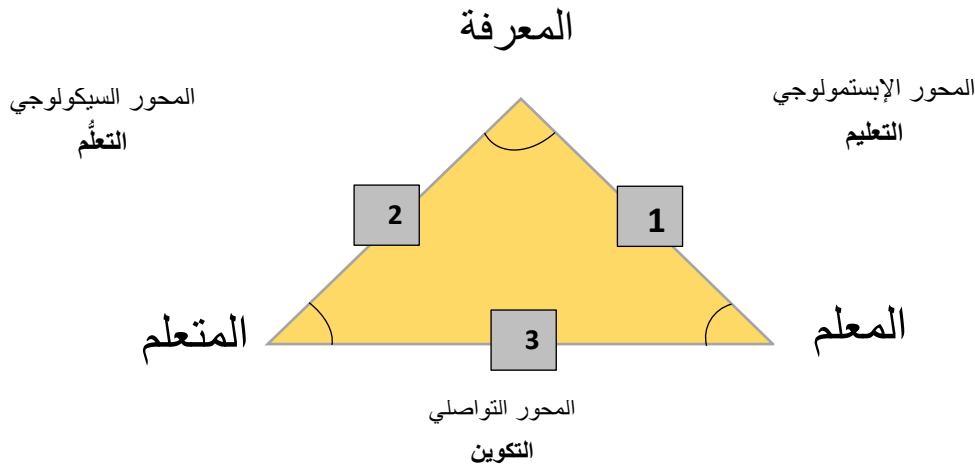 المعرفة
المحور الإبستمولوجي
التعليم
المحور السيكولوجي
التعلُّم
1
2
المعلم
المتعلم
3
المحور التواصلي
التكوين